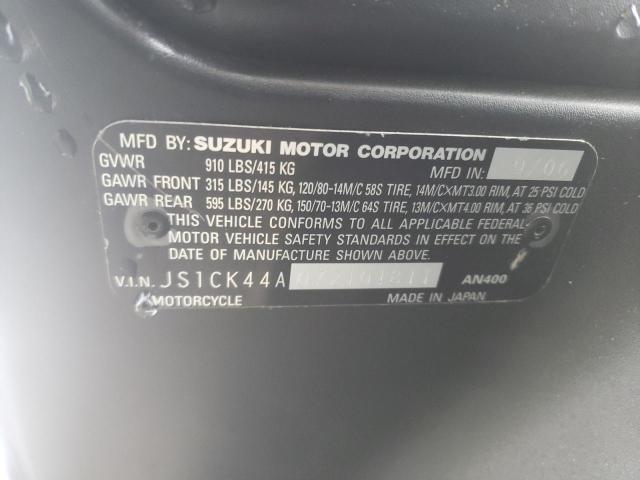 MFD BY: SUZUKI MOTOR CORPORATION
GVWR 910 LBS/415 KG MFD IN: 9/06
GAWR FRONT 315 LBS/145 KG, 120/80-14M/C 58S TIRE, 14M/C×MT3.00 RIM, AT 25 PSI COLD
GAWR REAR 595 LBS/270 KG, 150/70-13M/C 64S TIRE, 13M/C×MT4.00 RIM, AT 36 PSI COLD
THIS VEHICLE CONFORMS TO ALL APPLICABLE FEDERAL
MOTOR VEHICLE SAFETY STANDARDS IN EFFECT ON THE
DATE OF MANUFACTURE SHOWN ABOVE.
V.I.N. JS1CK44A AN400
MOTORCYCLE MADE IN JAPAN